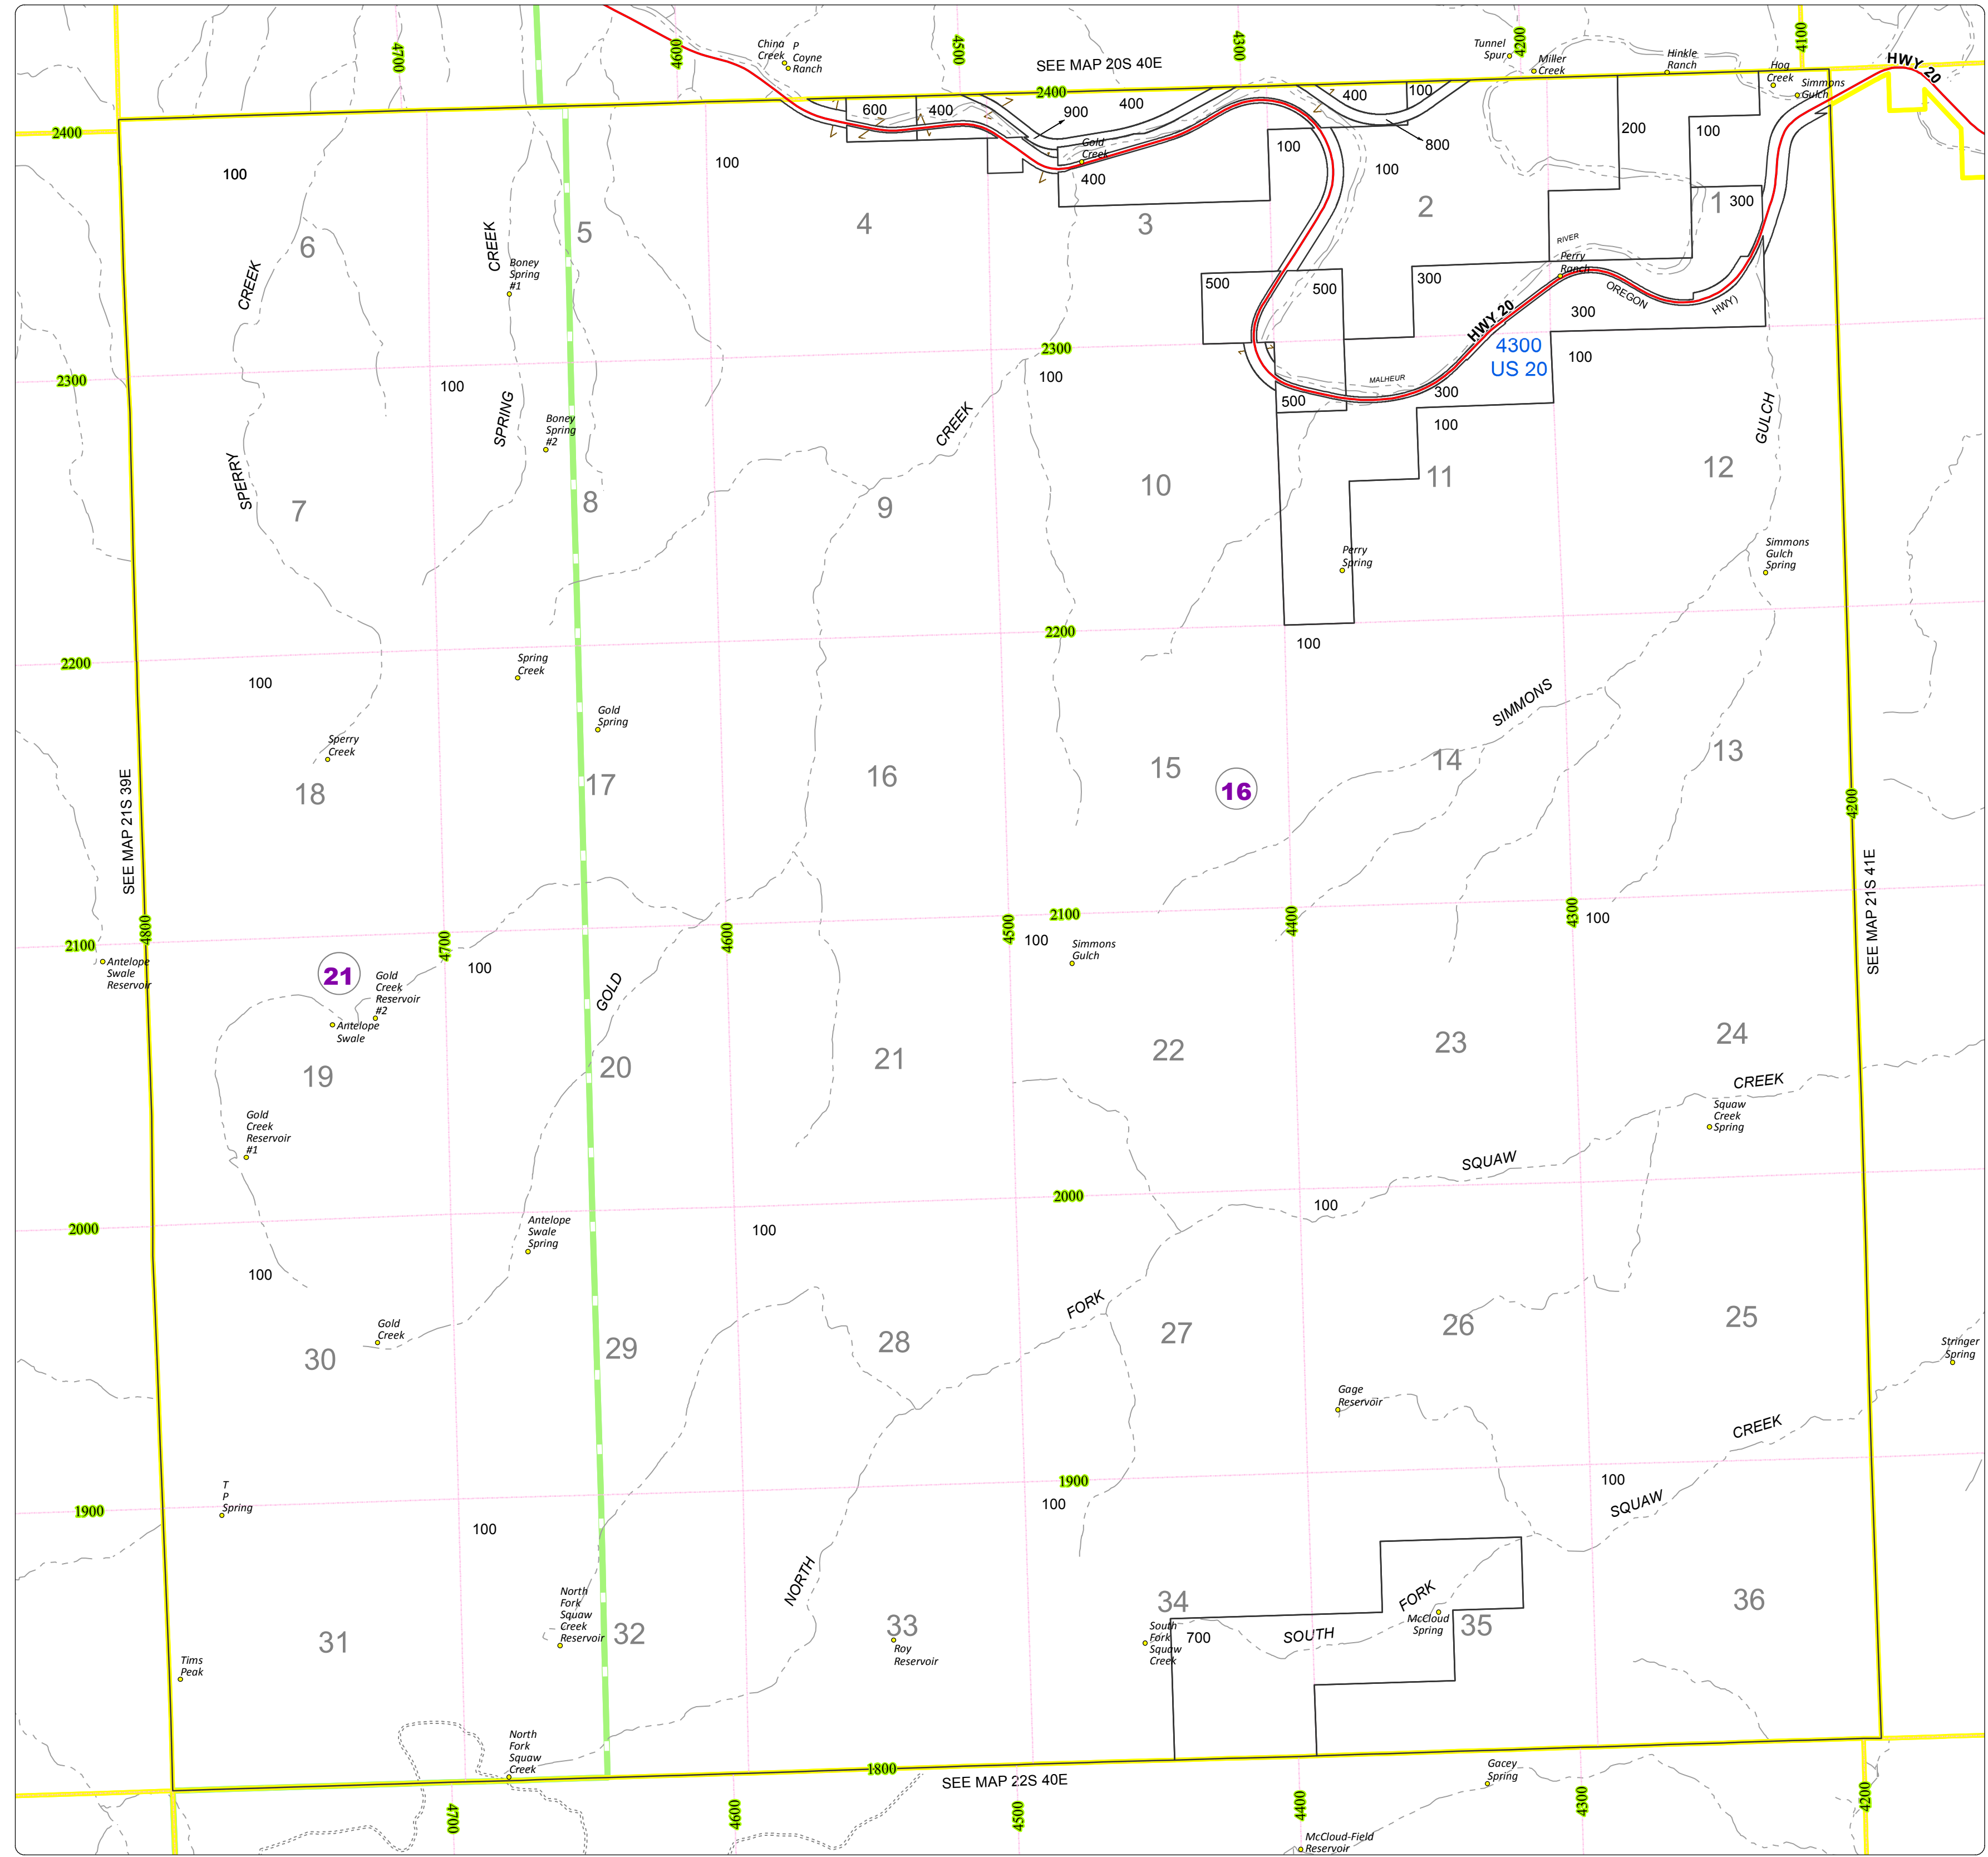 4700
4600
4500
4300
4200
4100
China
Creek
P
Coyne
Ranch
SEE MAP 20S 40E
Tunnel
Spur
Miller
Creek
Hinkle
Ranch
Hog
Creek
Simmons
Gulch
HWY 20
2400
2400
600
400
900
400
400
100
800
200
100
100
100
100
100
Gold
Creek
400
6
5
4
3
2
1
300
CREEK
CREEK
Boney
Spring
#1
RIVER
Perry
Ranch
500
500
300
OREGON
HWY)
300
HWY 20
4300
US 20
100
2300
2300
100
100
MALHEUR
300
500
100
SPERRY
SPRING
Boney
Spring
#2
CREEK
GULCH
7
8
9
10
11
12
Perry
Spring
Simmons
Gulch
Spring
2200
2200
100
100
Spring
Creek
Gold
Spring
Sperry
Creek
SIMMONS
18
17
16
15
16
14
13
SEE MAP 21S 39E
4200
SEE MAP 21S 41E
4800
4700
4600
4500
4400
4300
2100
2100
100
100
100
Simmons
Gulch
Antelope
Swale
Reservoir
21
Gold
Creek
Reservoir
#2
Antelope
Swale
GOLD
19
20
21
22
23
24
Gold
Creek
Reservoir
#1
CREEK
Squaw
Creek
Spring
SQUAW
2000
2000
100
100
100
Antelope
Swale
Spring
FORK
Gold
Creek
30
29
28
27
26
25
Stringer
Spring
Gage
Reservoir
CREEK
1900
1900
100
100
100
SQUAW
T
P
Spring
NORTH
North
Fork
Squaw
Creek
Reservoir
FORK
McCloud
Spring
31
32
33
34
35
36
Roy
Reservoir
South
Fork
Squaw
Creek
700
SOUTH
Tims
Peak
North
Fork
Squaw
Creek
1800
SEE MAP 22S 40E
Gacey
Spring
4700
4600
4500
4400
4300
4200
McCloud-Field
Reservoir